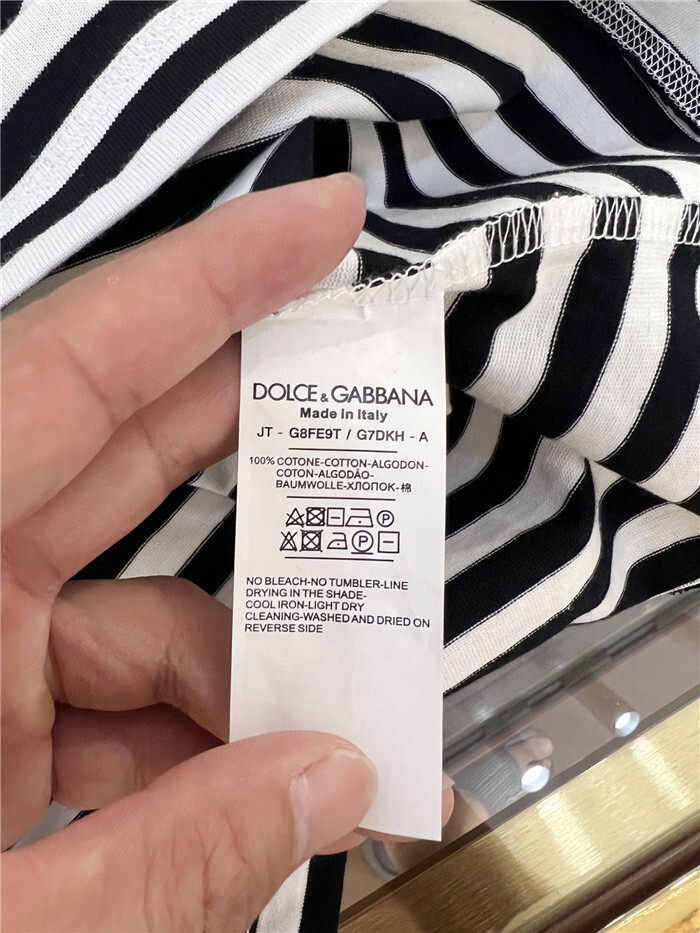 DOLCE & GABBANA
Made in Italy
JT - G8FE9T / G7DKH - A
100% COTONE-COTTON-ALGODON-
COTON-ALGODÃO-
BAUMWOLLE-ХЛОПОК-棉
P
P
NO BLEACH-NO TUMBLER-LINE
DRYING IN THE SHADE-
COOL IRON-LIGHT DRY
CLEANING-WASHED AND DRIED ON
REVERSE SIDE